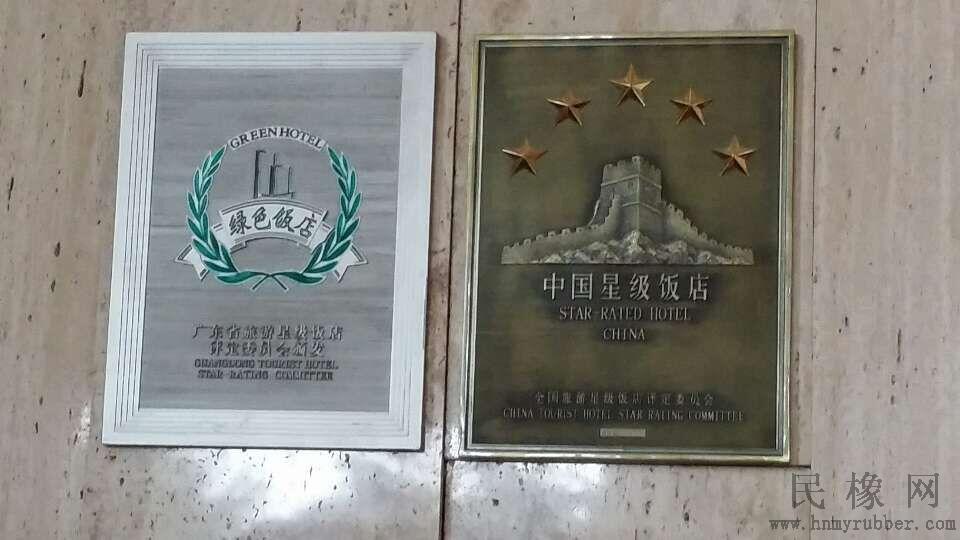 GREEN HOTEL
绿色饭店
广东省旅游星级饭店
评定委员会颁发
GUANGDONG TOURIST HOTEL
STAR-RATING COMMITTEE
中国星级饭店
STAR-RATED HOTEL
CHINA
全国旅游星级饭店评定委员会
CHINA TOURIST HOTEL STAR RATING COMMITTEE
民橡网
www.hnmyrubber.com